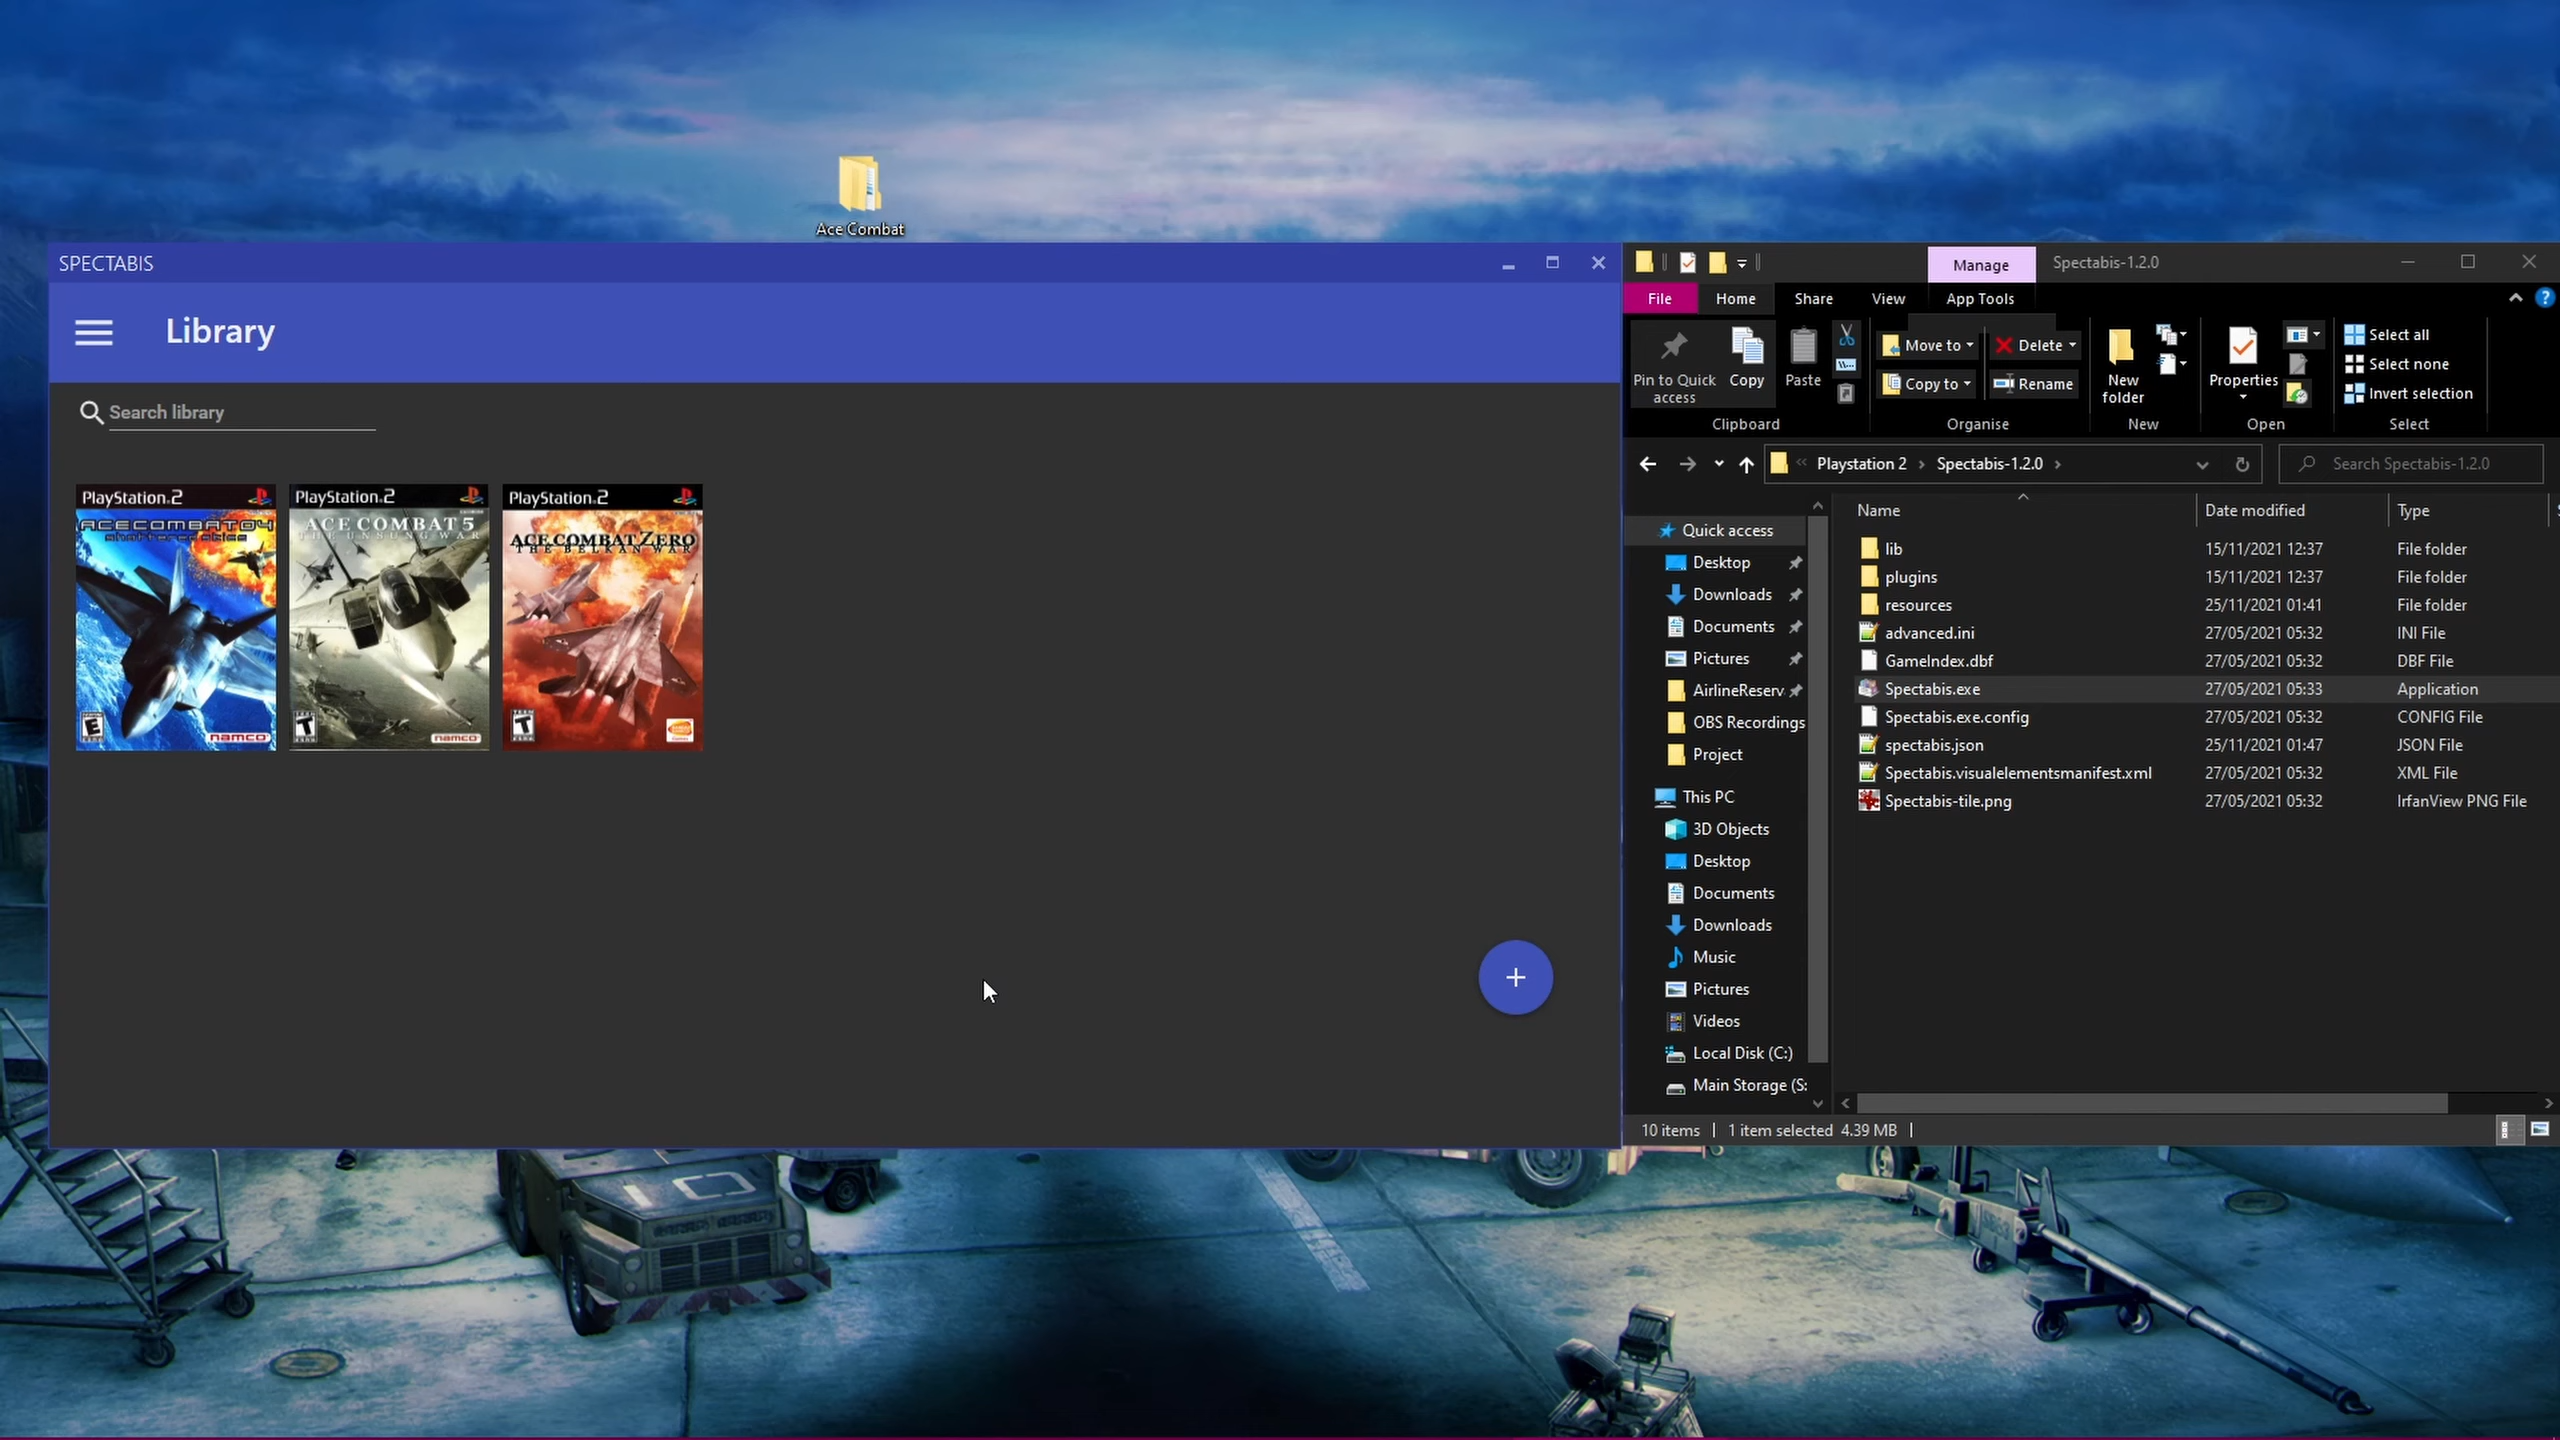 Ace Combat
SPECTABIS
Library
Search library
PlayStation.2
ACE COMBAT 04
shattered skies
E
namco
PlayStation.2
ACE COMBAT 5
THE UNSUNG WAR
T
namco
PlayStation.2
ACE COMBAT ZERO
THE BELKAN WAR
TEEN
T
+
Manage
Spectabis-1.2.0
File
Home
Share
View
App Tools
Pin to Quick
access
Copy
Paste
Move to
Copy to
Delete
Rename
New
folder
Properties
Select all
Select none
Invert selection
Clipboard
Organise
New
Open
Select
Playstation 2
Spectabis-1.2.0
Search Spectabis-1.2.0
Quick access
Desktop
Downloads
Documents
Pictures
AirlineReserv
OBS Recordings
Project
This PC
3D Objects
Desktop
Documents
Downloads
Music
Pictures
Videos
Local Disk (C:)
Main Storage (S:
Name Date modified Type
lib 15/11/2021 12:37 File folder
plugins 15/11/2021 12:37 File folder
resources 25/11/2021 01:41 File folder
advanced.ini 27/05/2021 05:32 INI File
GameIndex.dbf 27/05/2021 05:32 DBF File
Spectabis.exe 27/05/2021 05:33 Application
Spectabis.exe.config 27/05/2021 05:32 CONFIG File
spectabis.json 25/11/2021 01:47 JSON File
Spectabis.visualelementsmanifest.xml 27/05/2021 05:32 XML File
Spectabis-tile.png 27/05/2021 05:32 IrfanView PNG File
10 items 1 item selected 4.39 MB
10